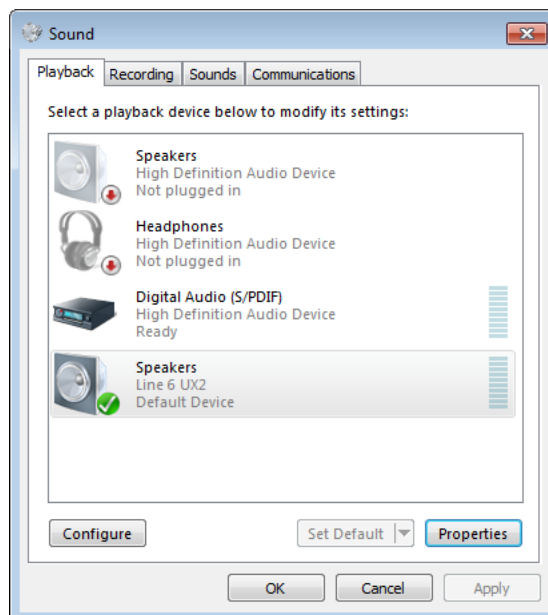 Sound
Playback Recording Sounds Communications
Select a playback device below to modify its settings:
Speakers
High Definition Audio Device
Not plugged in
Headphones
High Definition Audio Device
Not plugged in
Digital Audio (S/PDIF)
High Definition Audio Device
Ready
Speakers
Line 6 UX2
Default Device
Configure Set Default Properties
OK Cancel Apply